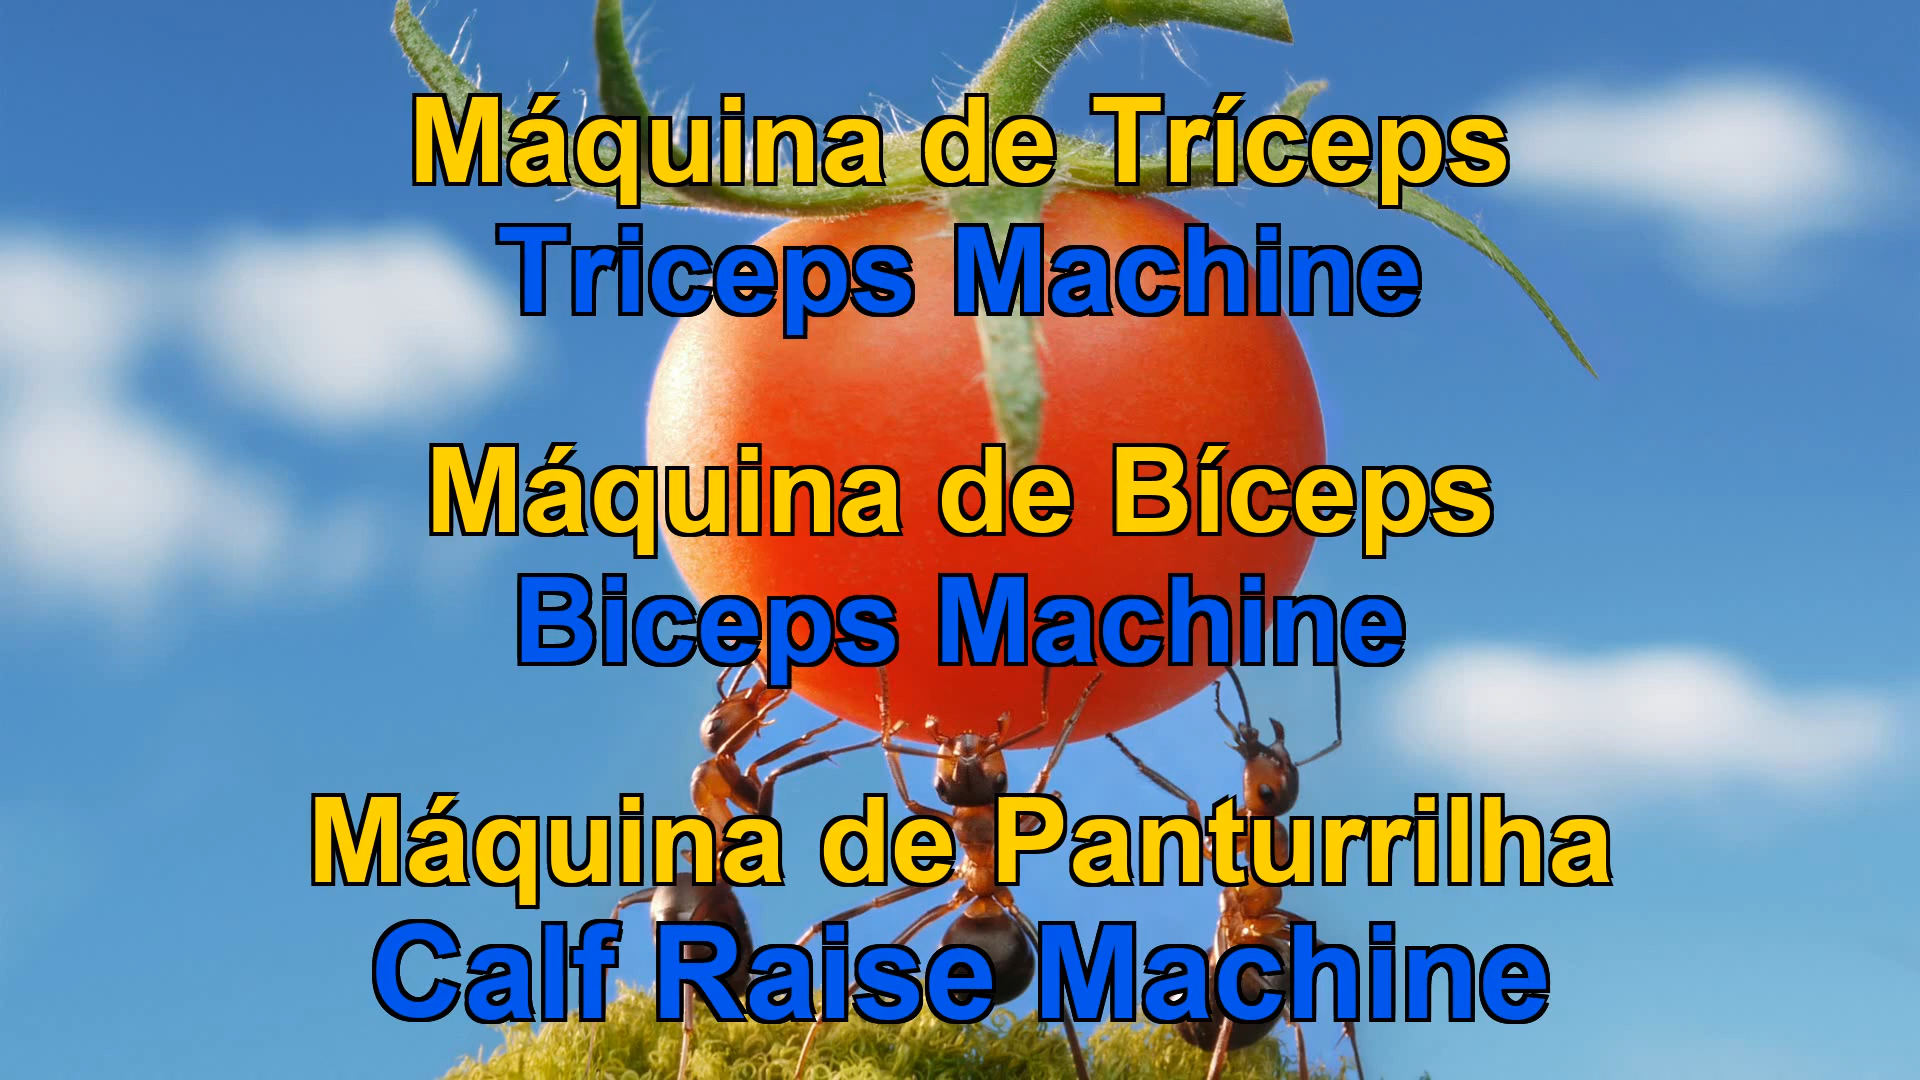 Máquina de Tríceps
Triceps Machine
Máquina de Bíceps
Biceps Machine
Máquina de Panturrilha
Calf Raise Machine